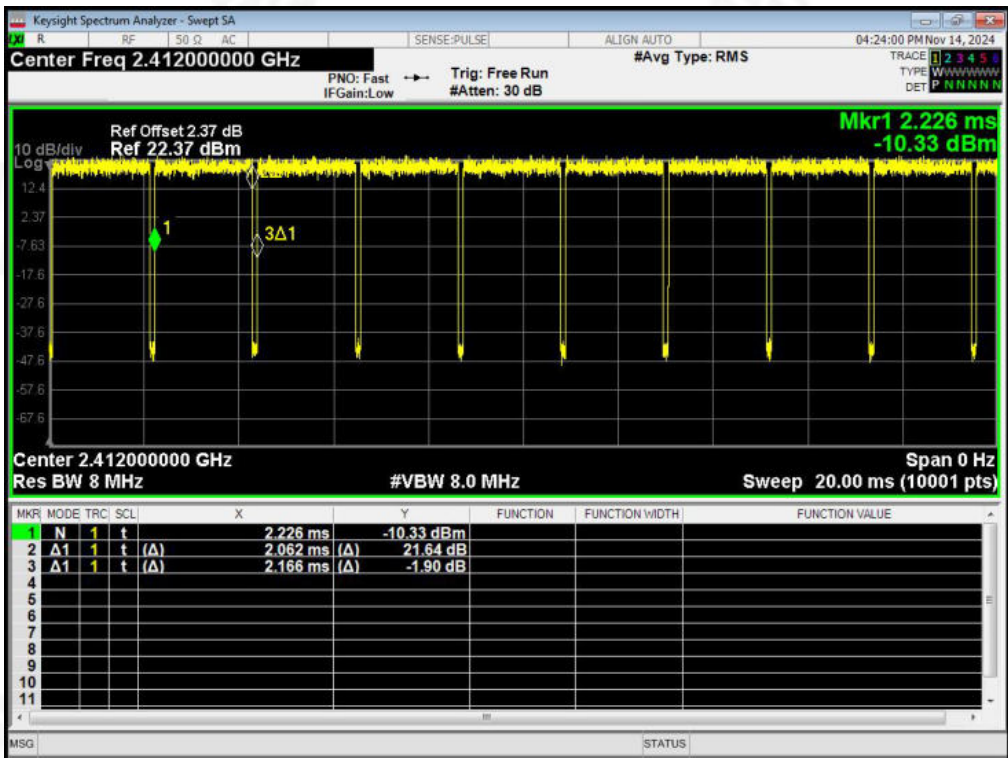 Keysight Spectrum Analyzer - Swept SA
LXI R RF 50 Ω AC SENSE:PULSE ALIGN AUTO 04:24:00 PM Nov 14, 2024
Center Freq 2.412000000 GHz #Avg Type: RMS TRACE 1 2 3 4 5 6
PNO: Fast Trig: Free Run TYPE W W W W W W
IFGain:Low #Atten: 30 dB DET P N N N N N
Mkr1 2.226 ms
-10.33 dBm
Ref Offset 2.37 dB
10 dB/div Ref 22.37 dBm
Log
12.4
2.37
1
3Δ1
-7.63
-17.6
-27.6
-37.6
-47.6
-57.6
-67.6
Center 2.412000000 GHz Span 0 Hz
Res BW 8 MHz #VBW 8.0 MHz Sweep 20.00 ms (10001 pts)
MKR MODE TRC SCL X Y FUNCTION FUNCTION WIDTH FUNCTION VALUE
1 N 1 t 2.226 ms -10.33 dBm
2 Δ1 1 t (Δ) 2.062 ms (Δ) 21.64 dB
3 Δ1 1 t (Δ) 2.166 ms (Δ) -1.90 dB
4
5
6
7
8
9
10
11
MSG STATUS